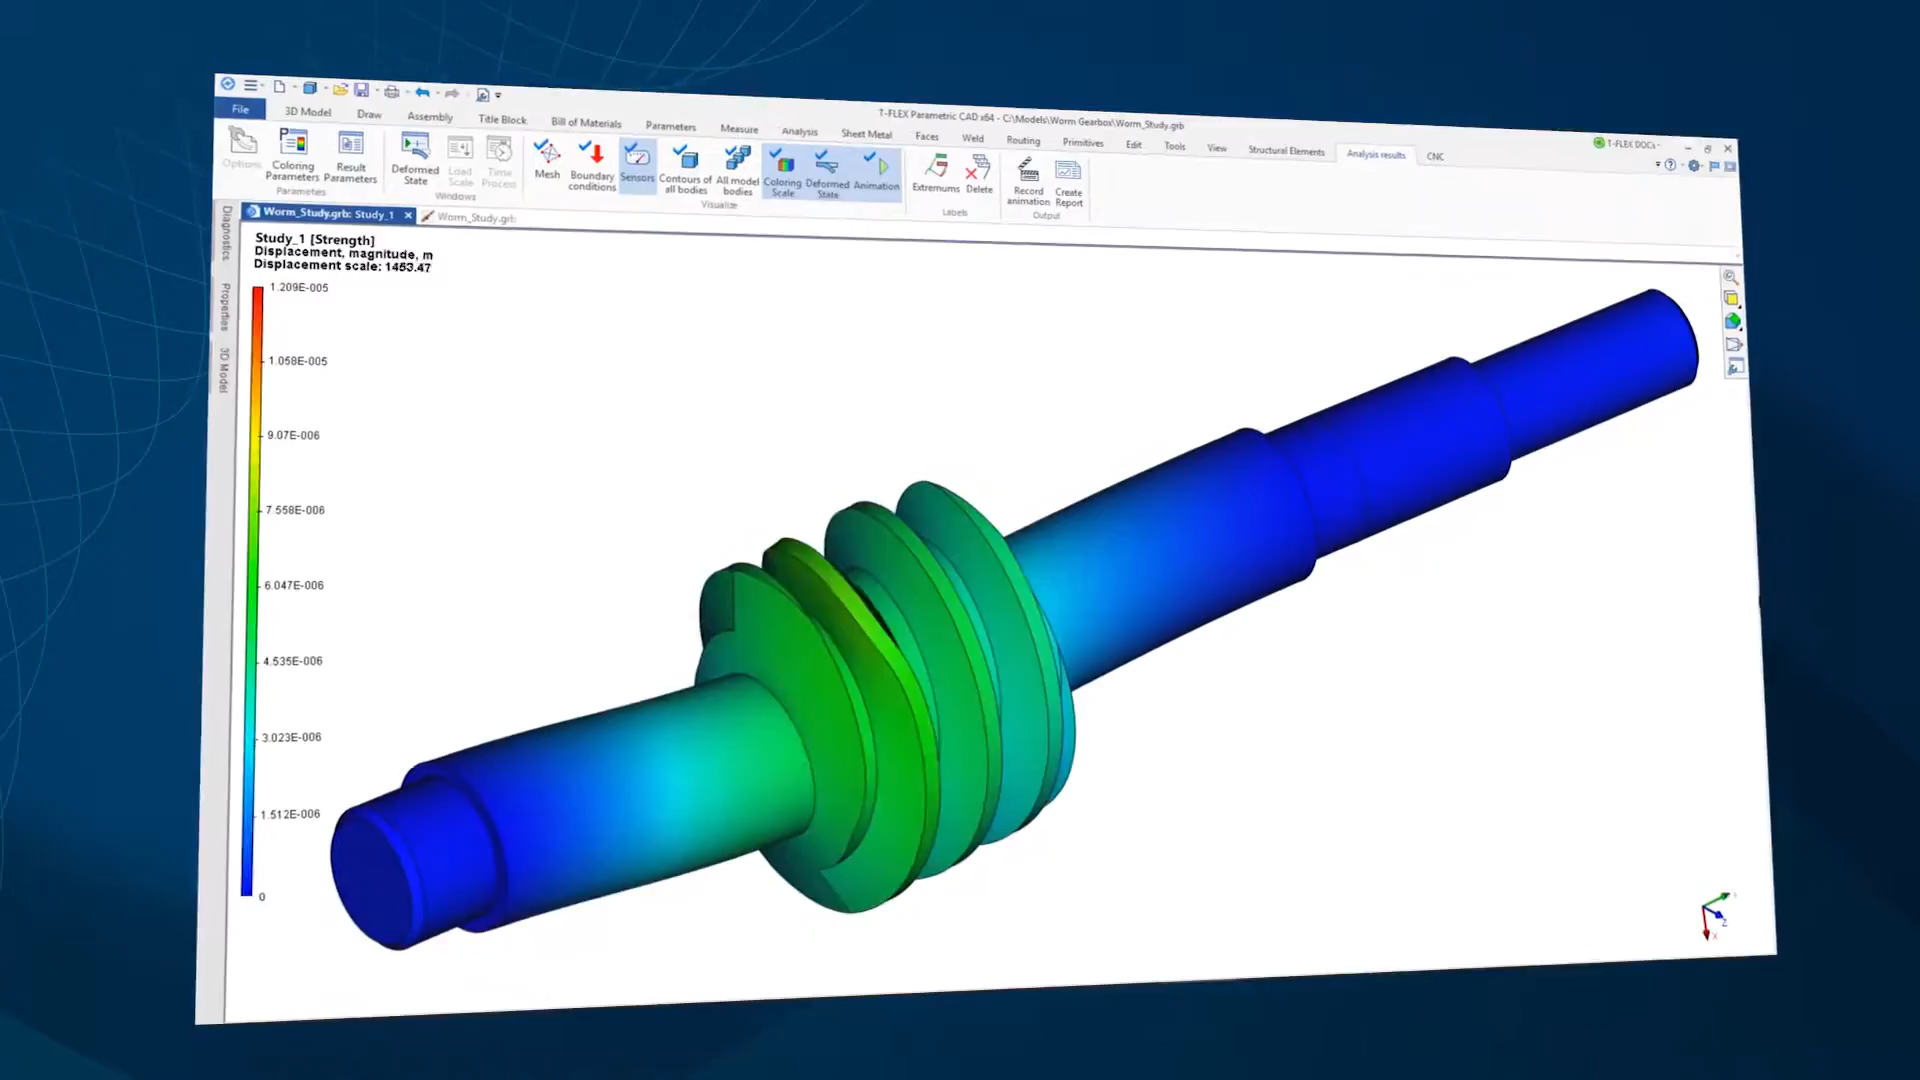 T-FLEX Parametric CAD x64 - C:\Models\Worm Gearbox\Worm_Study.grb
T-FLEX DOCs
File
3D Model
Draw
Assembly
Title Block
Bill of Materials
Parameters
Measure
Analysis
Sheet Metal
Faces
Weld
Routing
Primitives
Edit
Tools
View
Structural Elements
Analysis results
CNC
Options
Coloring
Parameters
Result
Parameters
Parameters
Deformed
State
Load
Scale
Time
Process
Windows
Mesh
Boundary
conditions
Sensors
Contours of
all bodies
All model
bodies
Coloring
Scale
Deformed
State
Animation
Visualize
Extremums
Delete
Labels
Record
animation
Create
Report
Output
Worm_Study.grb: Study_1
Worm_Study.grb
Diagnostics
Properties
3D Model
Study_1 [Strength]
Displacement, magnitude, m
Displacement scale: 1453.47
1.209E-005
1.058E-005
9.07E-006
7.558E-006
6.047E-006
4.535E-006
3.023E-006
1.512E-006
0
Z
X